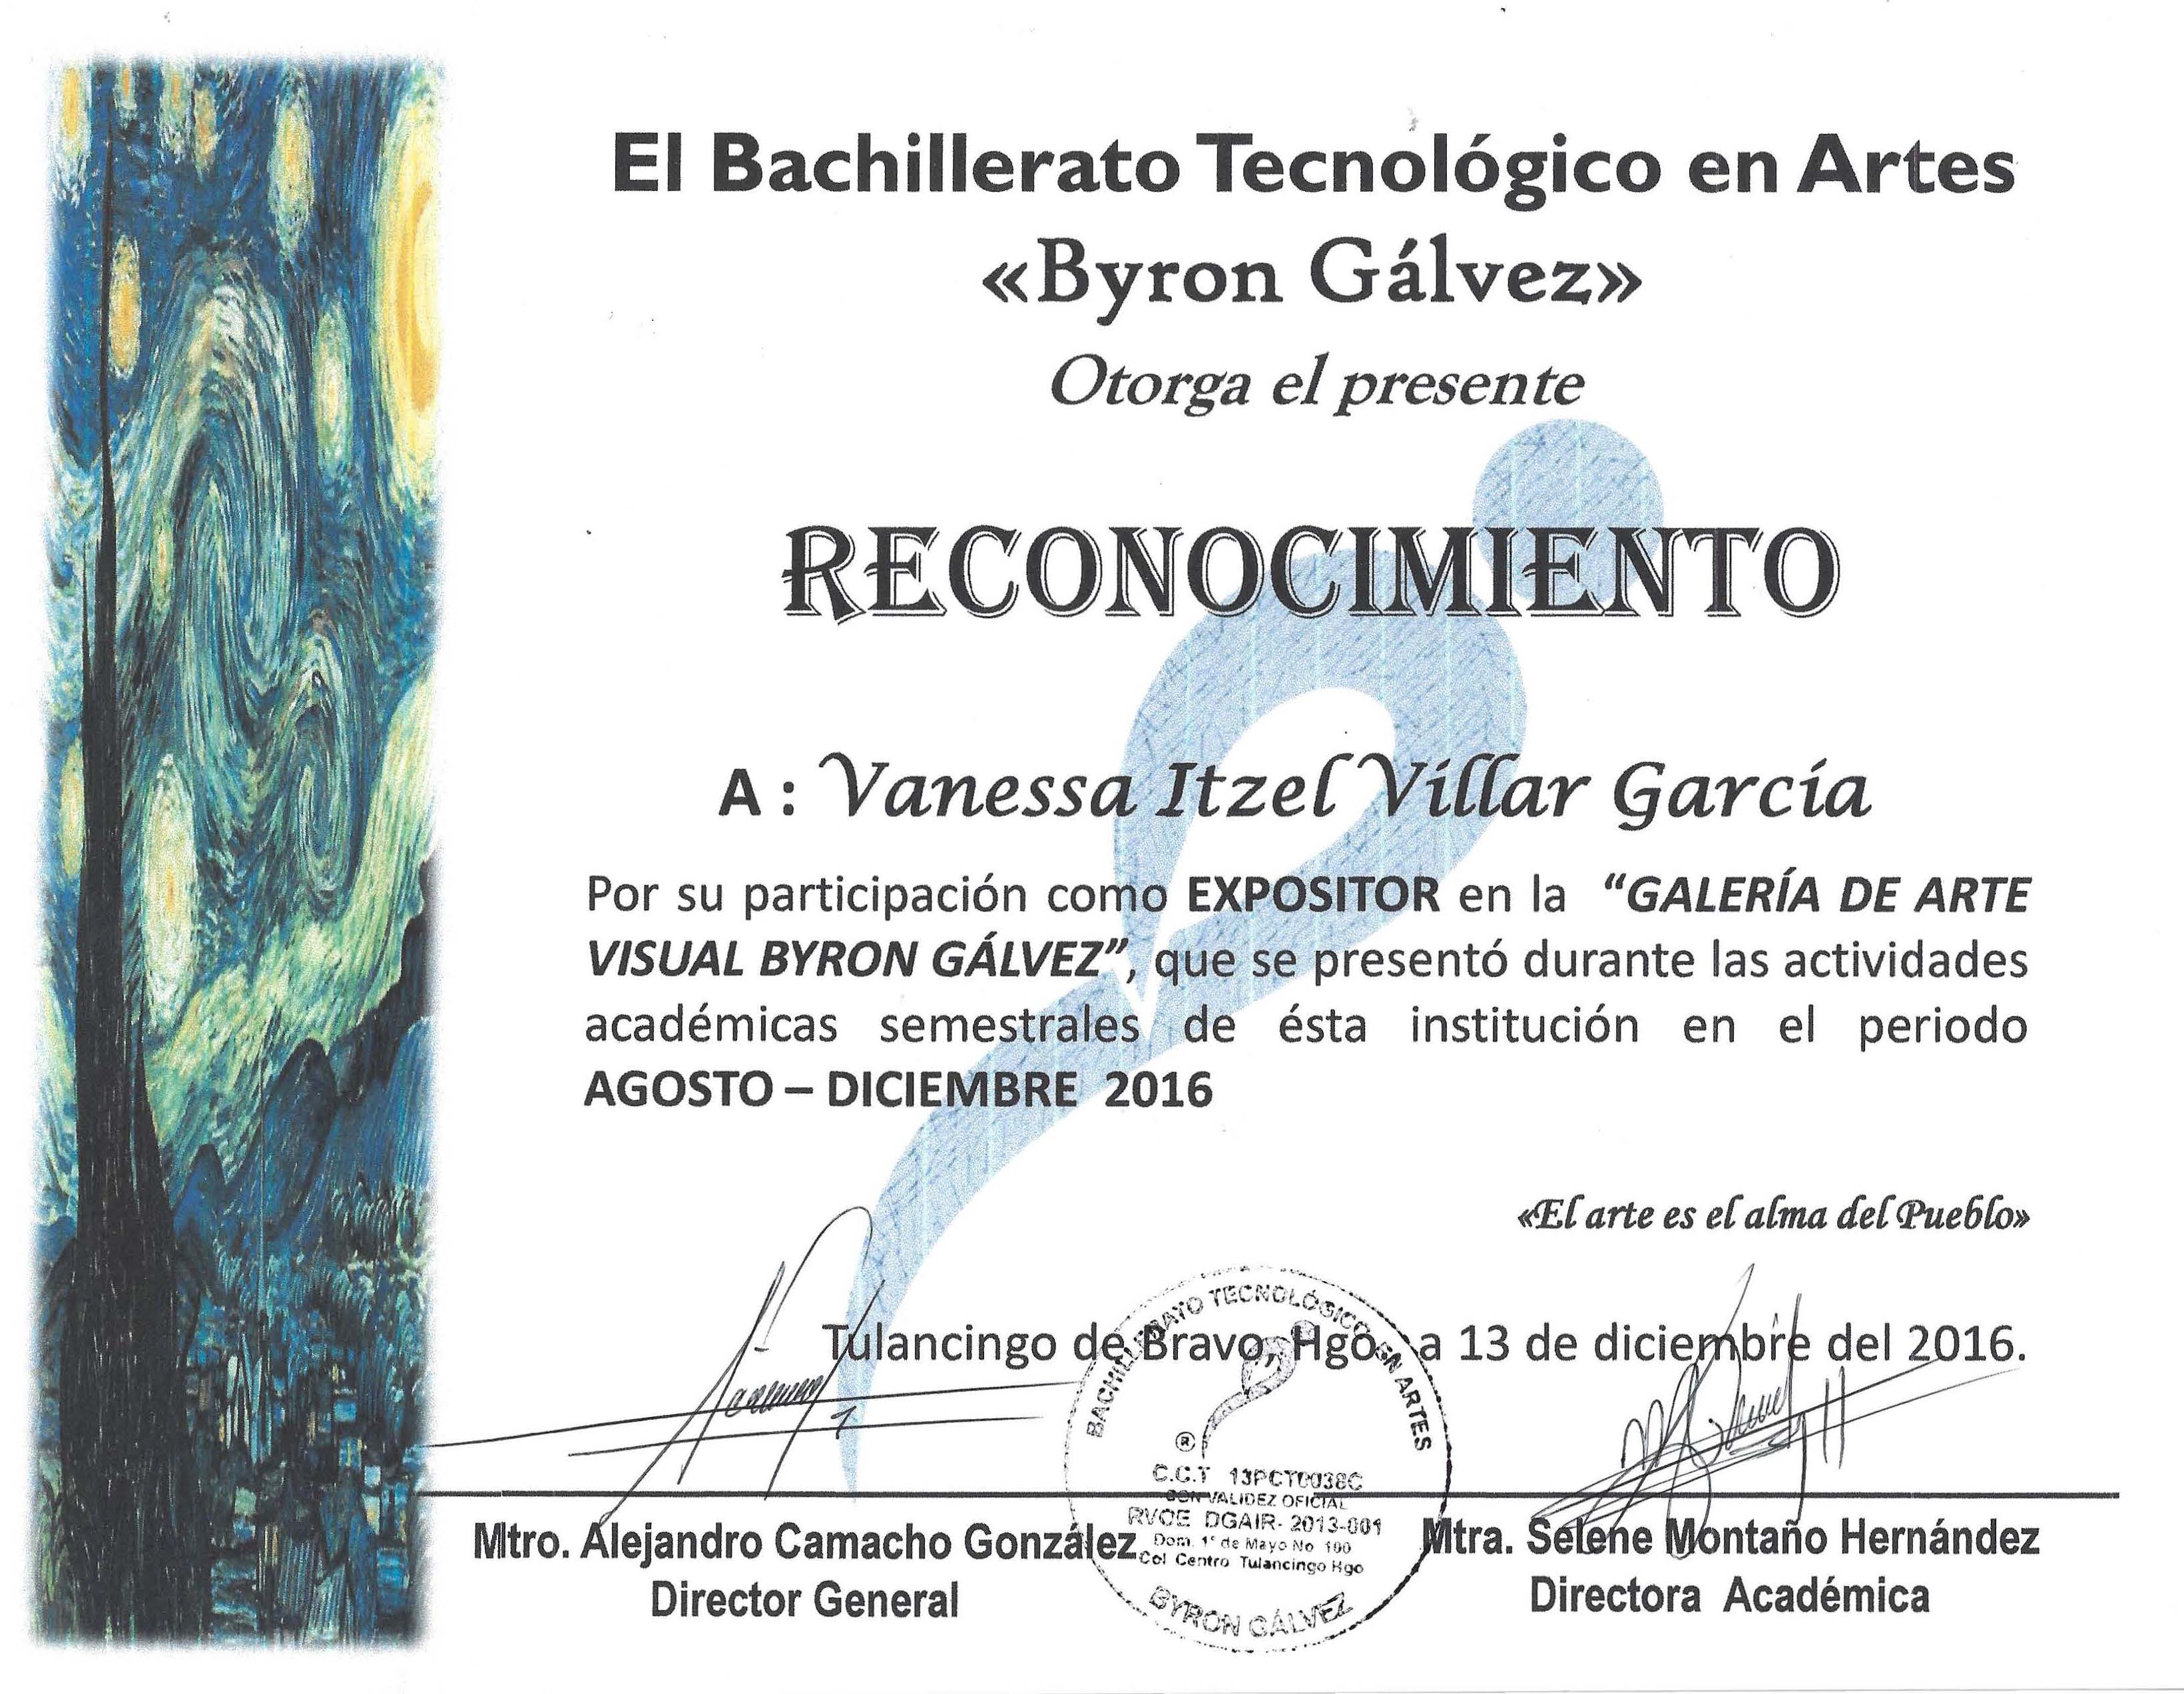 El Bachillerato Tecnológico en Artes
«Byron Gálvez»
Otorga el presente
RECONOCIMIENTO
A : Vanessa Itzel Villar García
Por su participación como EXPOSITOR en la “GALERÍA DE ARTE
VISUAL BYRON GÁLVEZ”, que se presentó durante las actividades
académicas semestrales de ésta institución en el periodo
AGOSTO – DICIEMBRE 2016
«El arte es el alma del Pueblo»
Tulancingo de Bravo, Hgo. a 13 de diciembre del 2016.
BACHILLERATO TECNOLÓGICO EN ARTES
®
C.C.T 13PCT0038C
CON VALIDEZ OFICIAL
RVOE DGAIR- 2013-001
Dom. 1° de Mayo No 100
Col Centro Tulancingo Hgo
BYRON GÁLVEZ
Mtro. Alejandro Camacho González
Director General
Mtra. Selene Montaño Hernández
Directora Académica